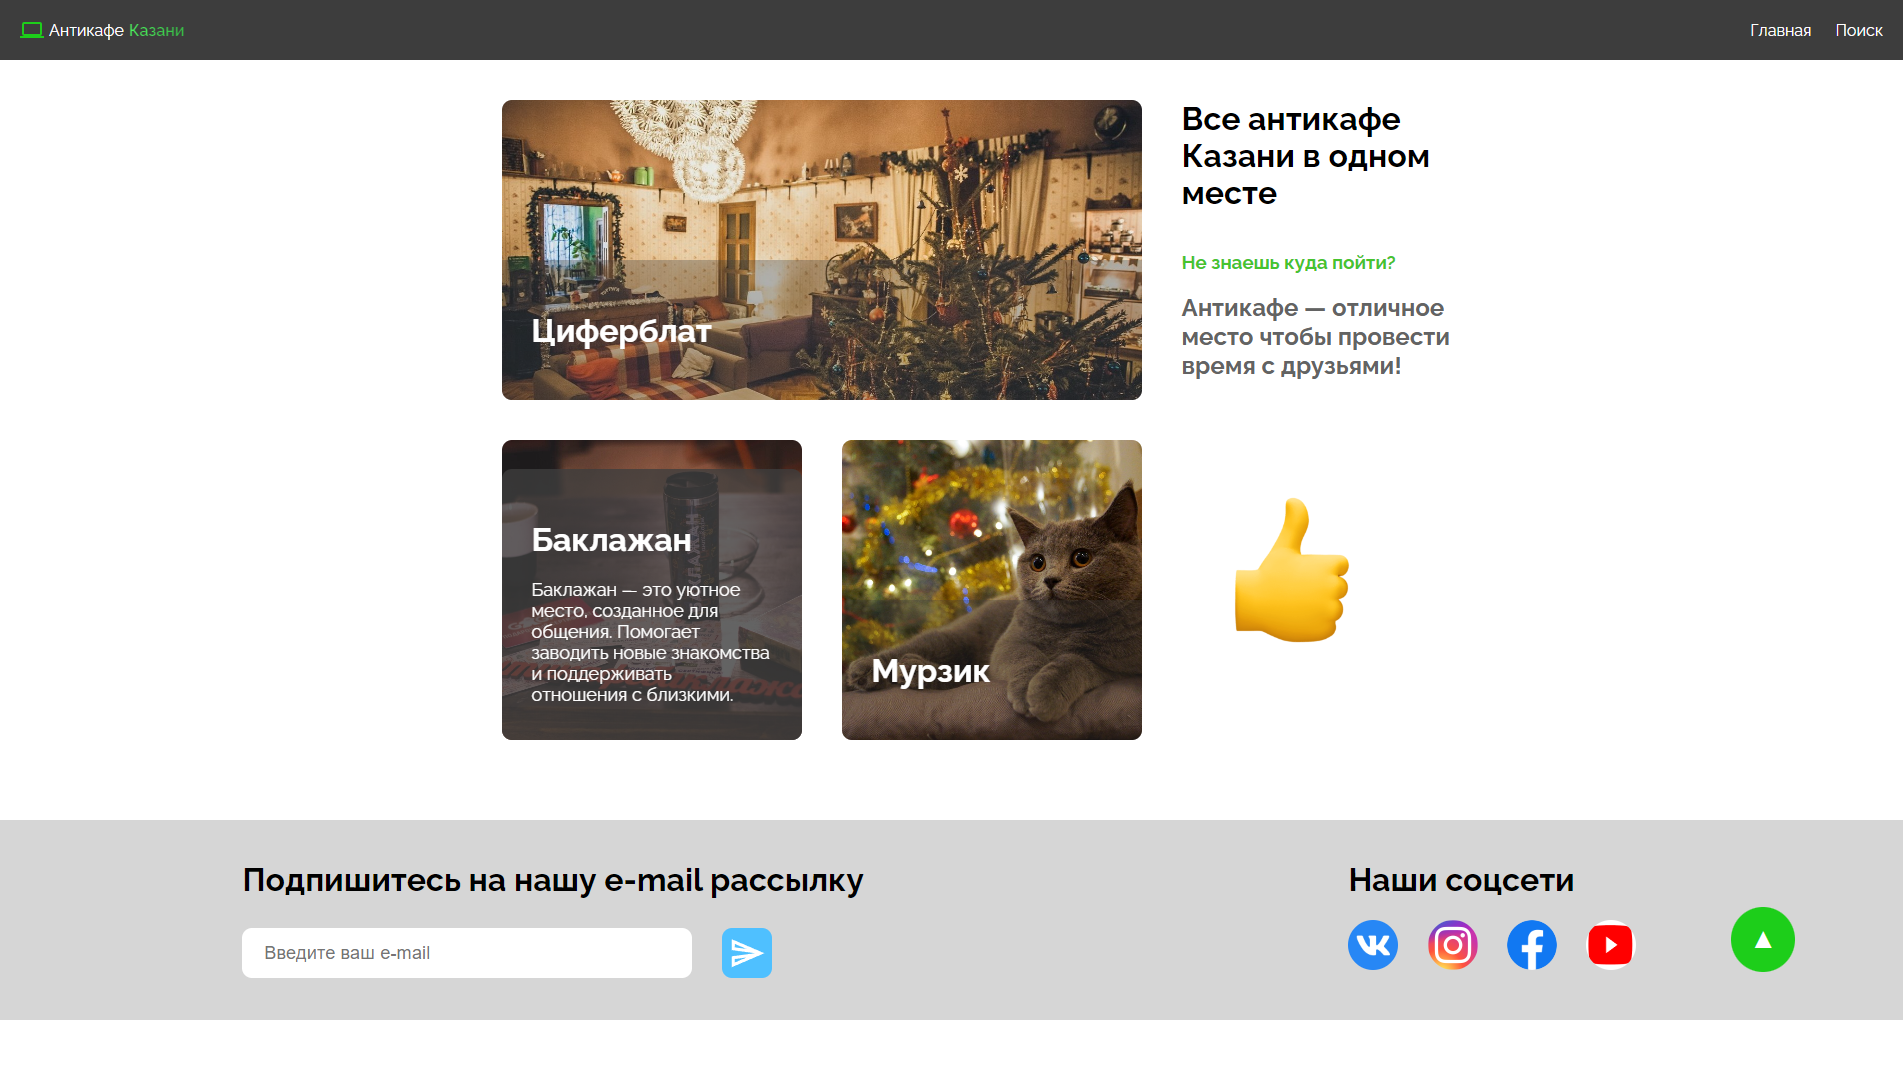 Антикафе Казани
Главная
Поиск
Циферблат
Все антикафе
Казани в одном
месте
Не знаешь куда пойти?
Антикафе — отличное
место чтобы провести
время с друзьями!
Баклажан
Баклажан — это уютное
место, созданное для
общения. Помогает
заводить новые знакомства
и поддерживать
отношения с близкими.
Мурзик
Подпишитесь на нашу e-mail рассылку
Введите ваш e-mail
Наши соцсети